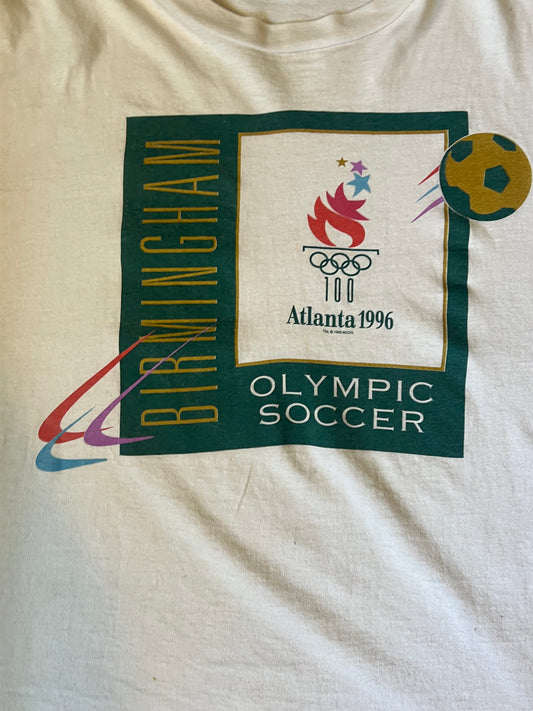 BIRMINGHAM
100
Atlanta 1996
OLYMPIC
SOCCER